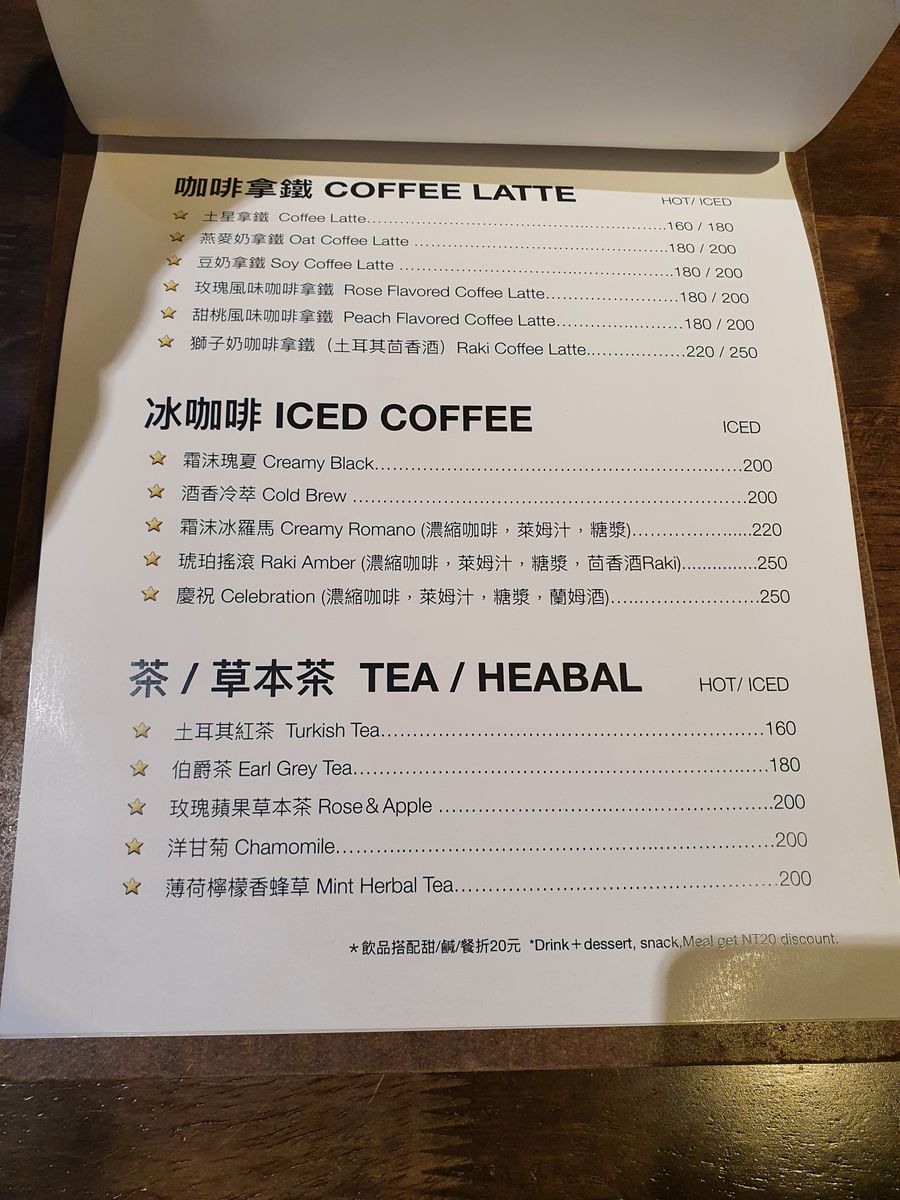 咖啡拿鐵 COFFEE LATTE HOT/ ICED
土星拿鐵 Coffee Latte........................................................160 / 180
燕麥奶拿鐵 Oat Coffee Latte ...............................................180 / 200
豆奶拿鐵 Soy Coffee Latte ..................................................180 / 200
玫瑰風味咖啡拿鐵 Rose Flavored Coffee Latte.........................180 / 200
甜桃風味咖啡拿鐵 Peach Flavored Coffee Latte.......................180 / 200
獅子奶咖啡拿鐵（土耳其茴香酒）Raki Coffee Latte..................220 / 250
冰咖啡 ICED COFFEE ICED
霜沫瑰夏 Creamy Black...............................................................200
酒香冷萃 Cold Brew ....................................................................200
霜沫冰羅馬 Creamy Romano (濃縮咖啡，萊姆汁，糖漿)....................220
琥珀搖滾 Raki Amber (濃縮咖啡，萊姆汁，糖漿，茴香酒Raki)...............250
慶祝 Celebration (濃縮咖啡，萊姆汁，糖漿，蘭姆酒)..........................250
茶 / 草本茶 TEA / HEABAL HOT/ ICED
土耳其紅茶 Turkish Tea...............................................................160
伯爵茶 Earl Grey Tea....................................................................180
玫瑰蘋果草本茶 Rose＆Apple .......................................................200
洋甘菊 Chamomile........................................................................200
薄荷檸檬香蜂草 Mint Herbal Tea.....................................................200
＊飲品搭配甜/鹹/餐折20元 *Drink＋dessert, snack,Meal get NT20 discount.